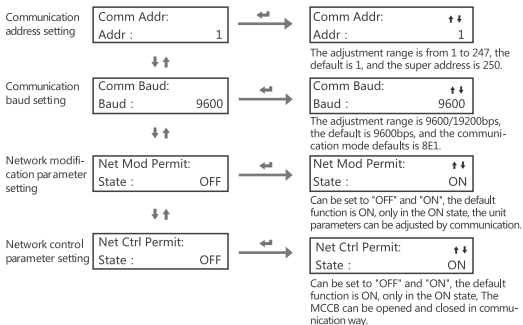 Communication
address setting
Comm Addr:
Addr : 1
Comm Addr:
Addr : 1
The adjustment range is from 1 to 247, the
default is 1, and the super address is 250.
Communication
baud setting
Comm Baud:
Baud : 9600
Comm Baud:
Baud : 9600
The adjustment range is 9600/19200bps,
the default is 9600bps, and the communi-
cation mode defaults is 8E1.
Network modifi-
cation parameter
setting
Net Mod Permit:
State : OFF
Net Mod Permit:
State : ON
Can be set to "OFF" and "ON", the default
function is ON, only in the ON state, the unit
parameters can be adjusted by communication.
Network control
parameter setting
Net Ctrl Permit:
State : OFF
Net Ctrl Permit:
State : ON
Can be set to "OFF" and "ON", the default
function is ON, only in the ON state, The
MCCB can be opened and closed in commu-
nication way.